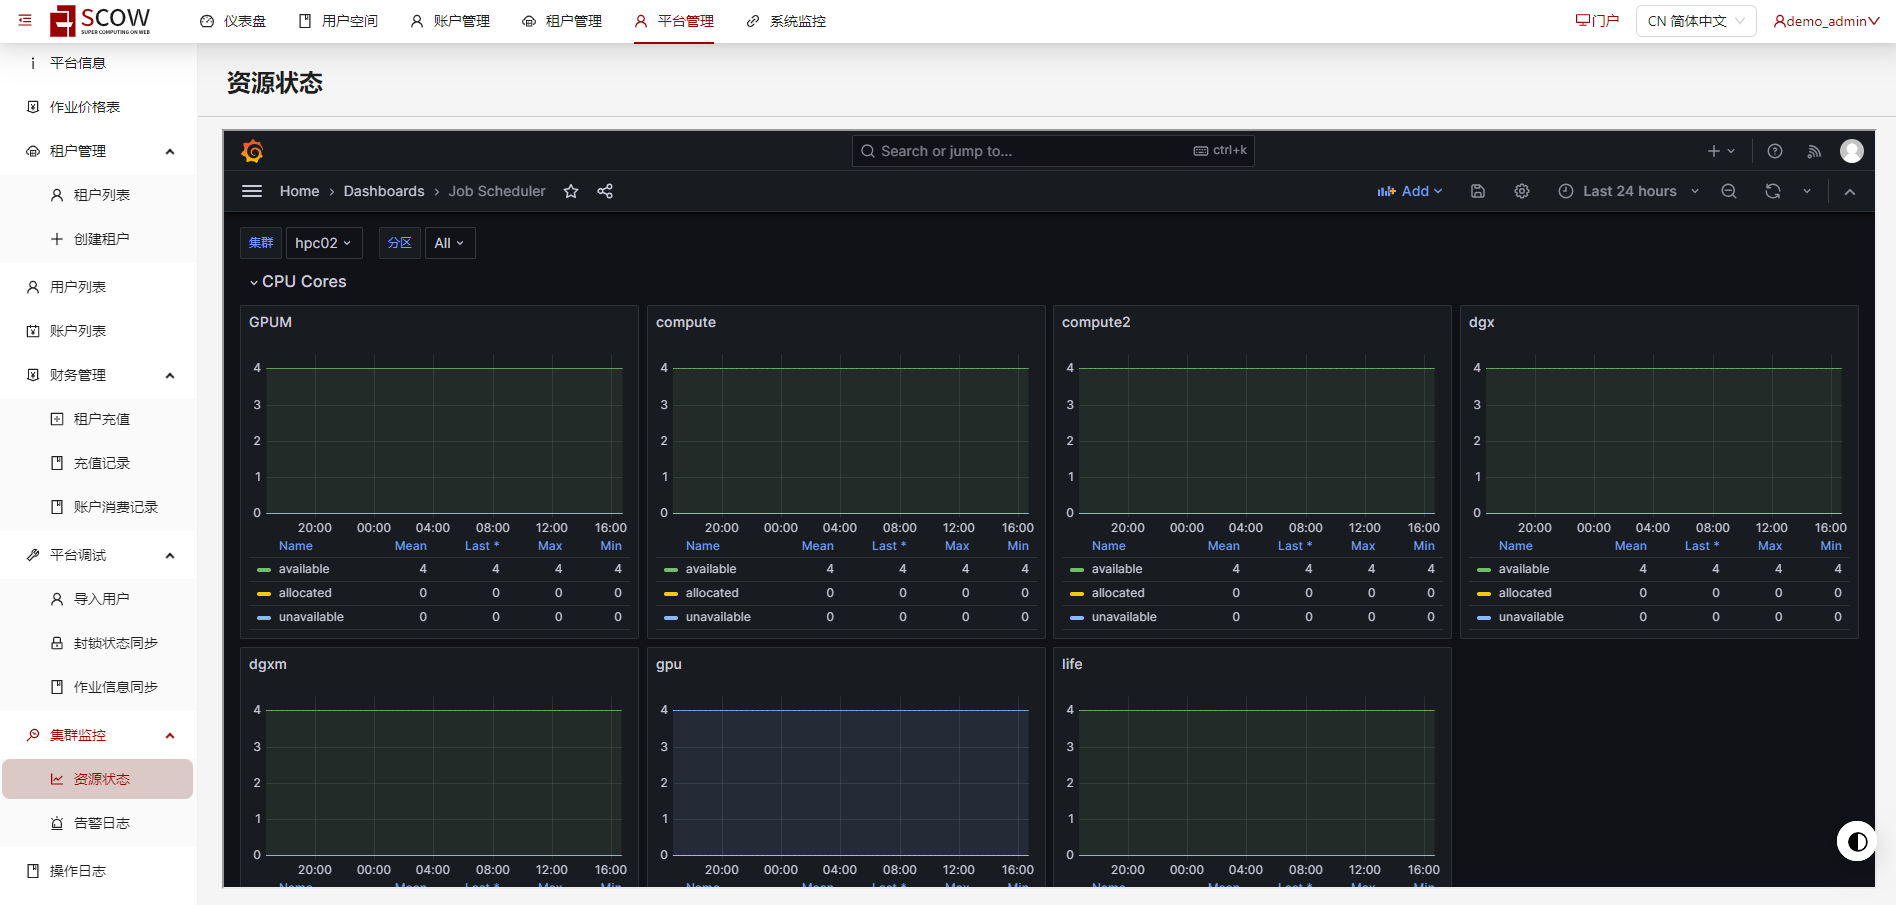 SCOW
SUPER COMPUTING ON WEB
仪表盘
用户空间
账户管理
租户管理
平台管理
系统监控
门户
CN 简体中文
demo_admin
平台信息
作业价格表
租户管理
租户列表
创建租户
用户列表
账户列表
财务管理
租户充值
充值记录
账户消费记录
平台调试
导入用户
封锁状态同步
作业信息同步
集群监控
资源状态
告警日志
操作日志
资源状态
Search or jump to...
ctrl+k
Home › Dashboards › Job Scheduler
Add
Last 24 hours
集群 hpc02 分区 All
CPU Cores
GPUM
4
3
2
1
0
20:00 00:00 04:00 08:00 12:00 16:00
Name Mean Last * Max Min
available 4 4 4 4
allocated 0 0 0 0
unavailable 0 0 0 0
compute
4
3
2
1
0
20:00 00:00 04:00 08:00 12:00 16:00
Name Mean Last * Max Min
available 4 4 4 4
allocated 0 0 0 0
unavailable 0 0 0 0
compute2
4
3
2
1
0
20:00 00:00 04:00 08:00 12:00 16:00
Name Mean Last * Max Min
available 4 4 4 4
allocated 0 0 0 0
unavailable 0 0 0 0
dgx
4
3
2
1
0
20:00 00:00 04:00 08:00 12:00 16:00
Name Mean Last * Max Min
available 4 4 4 4
allocated 0 0 0 0
unavailable 0 0 0 0
dgxm
4
3
2
1
0
20:00 00:00 04:00 08:00 12:00 16:00
Name Mean Last * Max Min
gpu
4
3
2
1
0
20:00 00:00 04:00 08:00 12:00 16:00
Name Mean Last * Max Min
life
4
3
2
1
0
20:00 00:00 04:00 08:00 12:00 16:00
Name Mean Last * Max Min